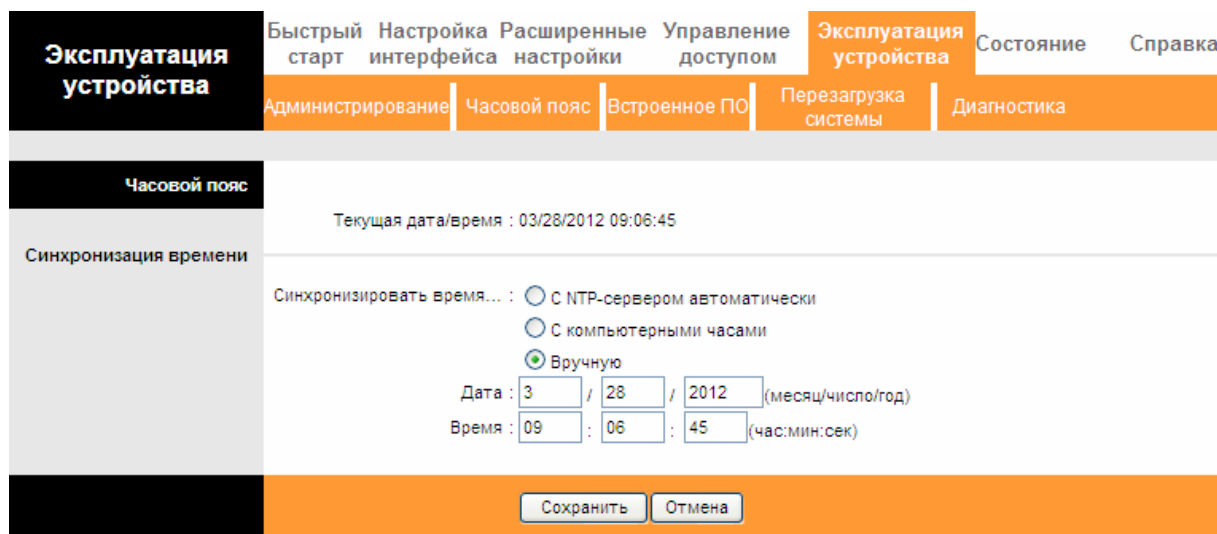 Эксплуатация устройства
Быстрый старт
Настройка интерфейса
Расширенные настройки
Управление доступом
Эксплуатация устройства
Состояние
Справка
Администрирование
Часовой пояс
Встроенное ПО
Перезагрузка системы
Диагностика
Часовой пояс
Текущая дата/время : 03/28/2012 09:06:45
Синхронизация времени
Синхронизировать время... : С NTP-сервером автоматически
С компьютерными часами
Вручную
Дата : 3 / 28 / 2012 (месяц/число/год)
Время : 09 : 06 : 45 (час:мин:сек)
Сохранить Отмена